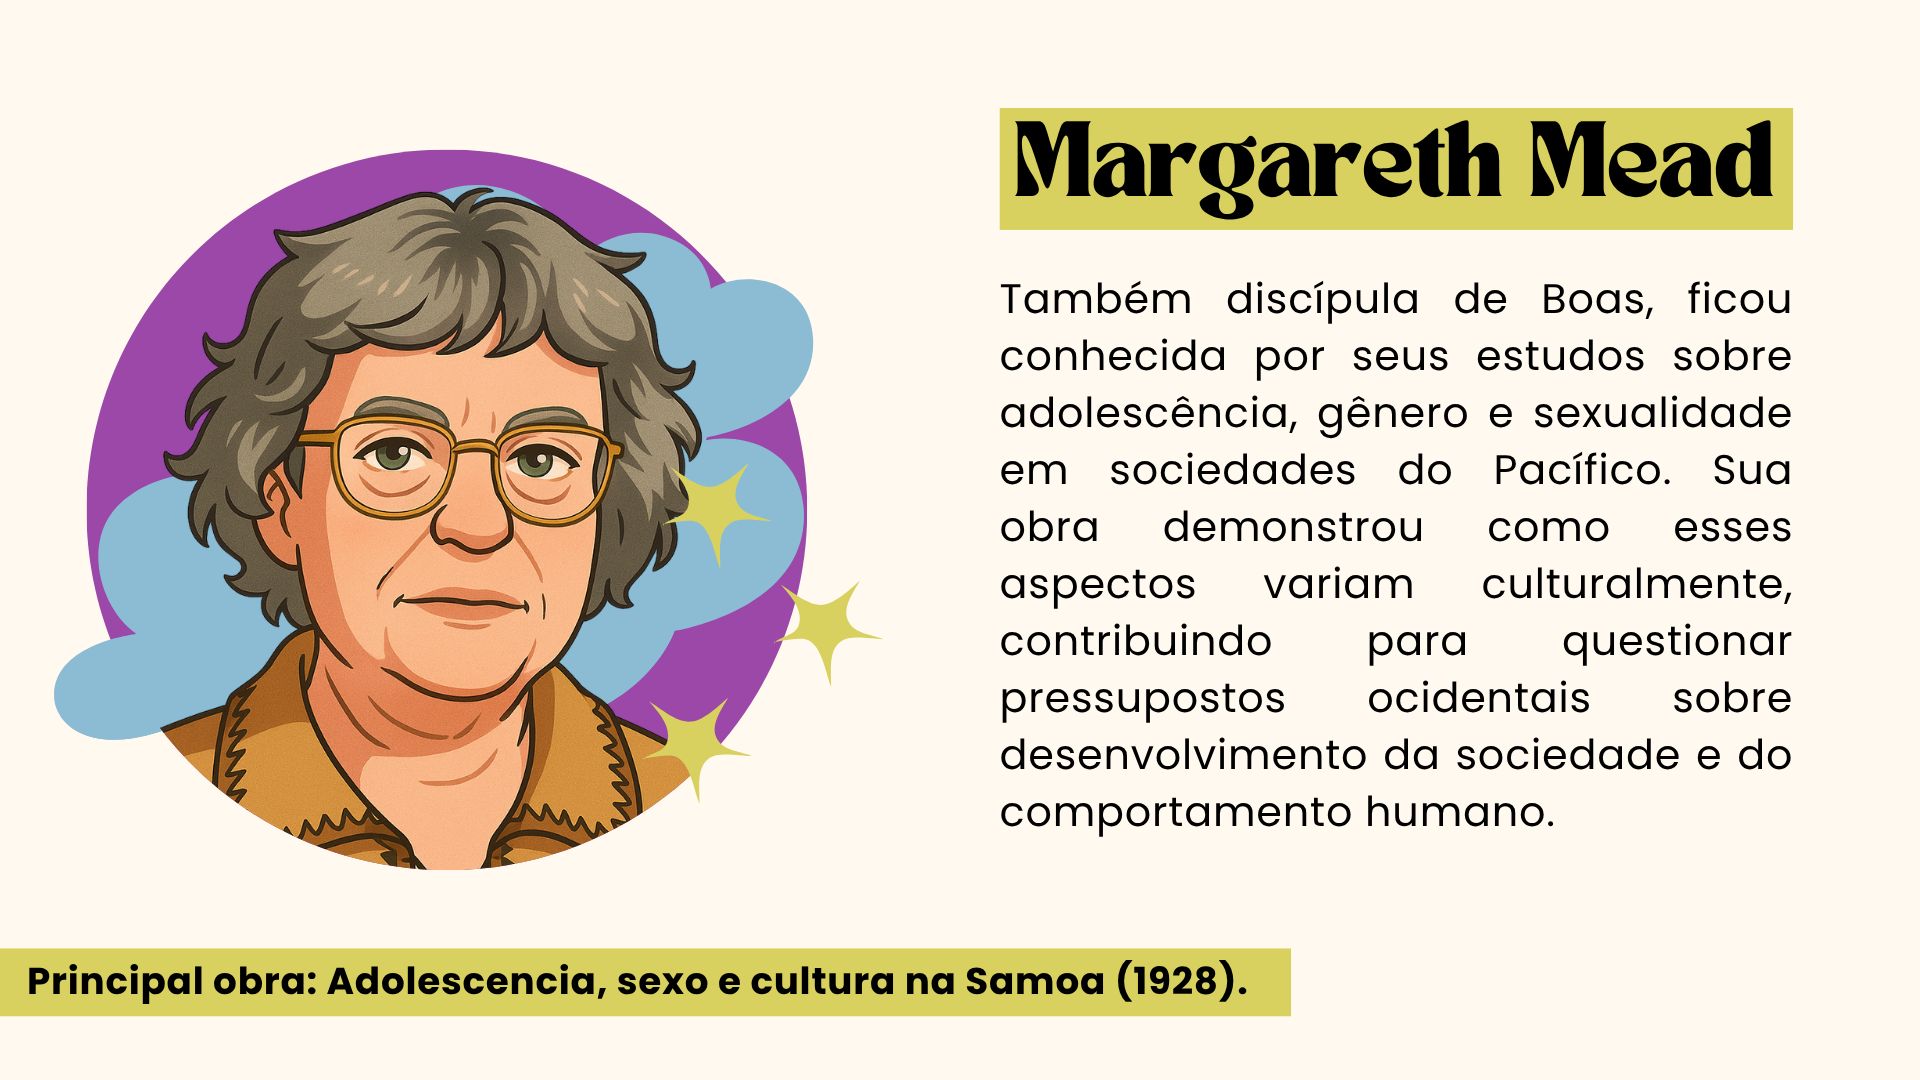 Margareth Mead
Também discípula de Boas, ficou
conhecida por seus estudos sobre
adolescência, gênero e sexualidade
em sociedades do Pacífico. Sua
obra demonstrou como esses
aspectos variam culturalmente,
contribuindo para questionar
pressupostos ocidentais sobre
desenvolvimento da sociedade e do
comportamento humano.
Principal obra: Adolescencia, sexo e cultura na Samoa (1928).